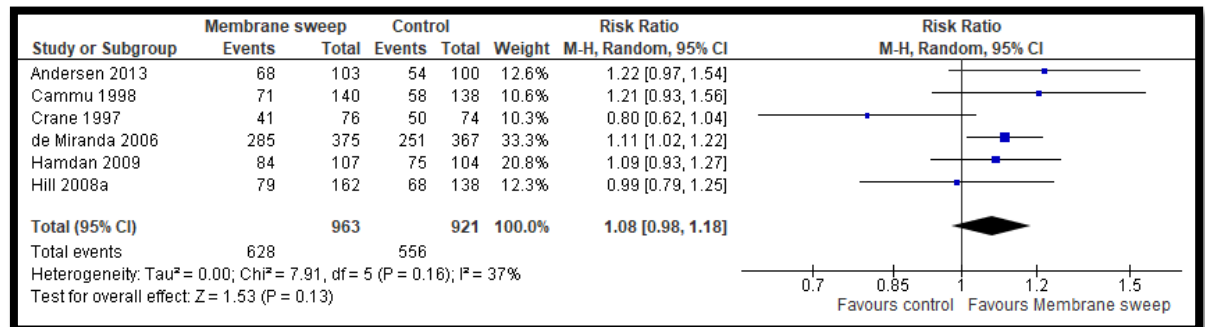 Membrane sweep Control Risk Ratio Risk Ratio
Study or Subgroup Events Total Events Total Weight M-H, Random, 95% CI M-H, Random, 95% CI
Andersen 2013 68 103 54 100 12.6% 1.22 [0.97, 1.54]
Cammu 1998 71 140 58 138 10.6% 1.21 [0.93, 1.56]
Crane 1997 41 76 50 74 10.3% 0.80 [0.62, 1.04]
de Miranda 2006 285 375 251 367 33.3% 1.11 [1.02, 1.22]
Hamdan 2009 84 107 75 104 20.8% 1.09 [0.93, 1.27]
Hill 2008a 79 162 68 138 12.3% 0.99 [0.79, 1.25]
Total (95% CI) 963 921 100.0% 1.08 [0.98, 1.18]
Total events 628 556
Heterogeneity: Tau² = 0.00; Chi² = 7.91, df = 5 (P = 0.16); I² = 37%
Test for overall effect: Z = 1.53 (P = 0.13)
0.7 0.85 1 1.2 1.5
Favours control Favours Membrane sweep